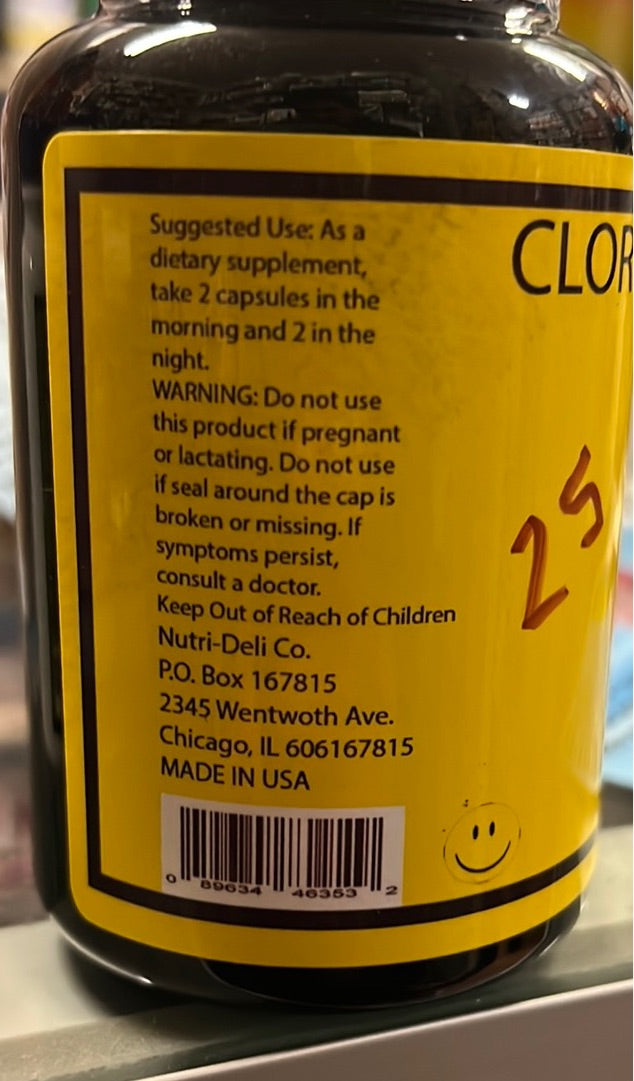 Suggested Use: As a
dietary supplement,
take 2 capsules in the
morning and 2 in the
night.
WARNING: Do not use
this product if pregnant
or lactating. Do not use
if seal around the cap is
broken or missing. If
symptoms persist,
consult a doctor.
Keep Out of Reach of Children
Nutri-Deli Co.
P.O. Box 167815
2345 Wentwoth Ave.
Chicago, IL 606167815
MADE IN USA
0 89634 46353 2
CLOR
25